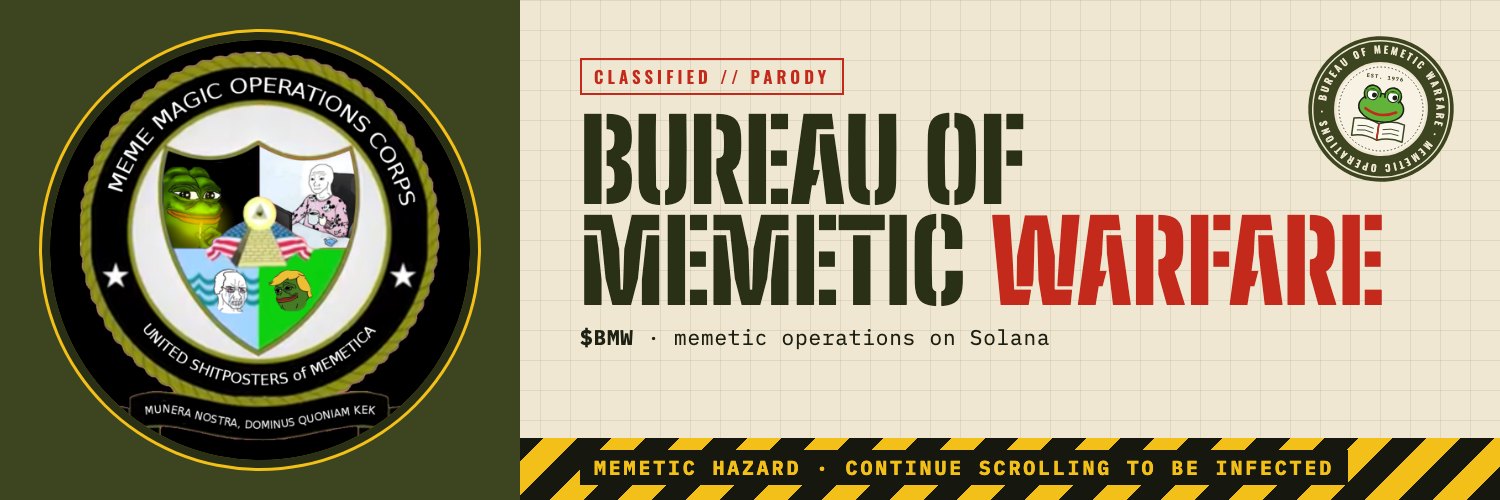 MEME MAGIC OPERATIONS CORPS
UNITED SHITPOSTERS of MEMETICA
MUNERA NOSTRA, DOMINUS QUONIAM KEK
CLASSIFIED // PARODY
BUREAU OF
MEMETIC WARFARE
$BMW · memetic operations on Solana
BUREAU OF MEMETIC WARFARE · MEMETIC OPERATIONS ·
EST. 1976
MEMETIC HAZARD · CONTINUE SCROLLING TO BE INFECTED